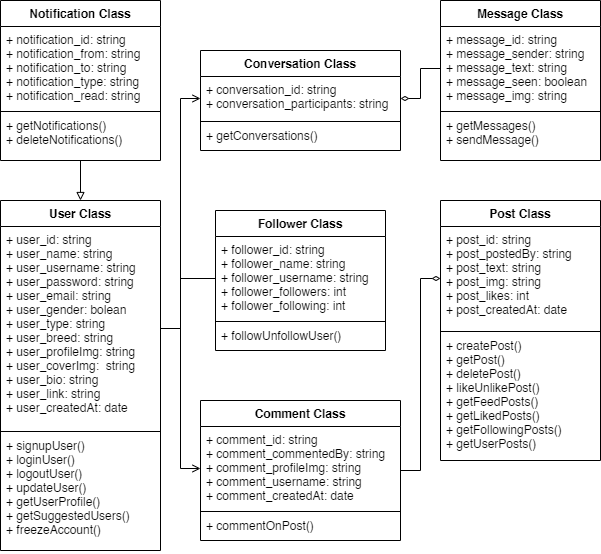 Notification Class
+ notification_id: string
+ notification_from: string
+ notification_to: string
+ notification_type: string
+ notification_read: string
+ getNotifications()
+ deleteNotifications()
Conversation Class
+ conversation_id: string
+ conversation_participants: string
+ getConversations()
Message Class
+ message_id: string
+ message_sender: string
+ message_text: string
+ message_seen: boolean
+ message_img: string
+ getMessages()
+ sendMessage()
User Class
+ user_id: string
+ user_name: string
+ user_username: string
+ user_password: string
+ user_email: string
+ user_gender: bolean
+ user_type: string
+ user_breed: string
+ user_profileImg: string
+ user_coverImg: string
+ user_bio: string
+ user_link: string
+ user_createdAt: date
+ signupUser()
+ loginUser()
+ logoutUser()
+ updateUser()
+ getUserProfile()
+ getSuggestedUsers()
+ freezeAccount()
Follower Class
+ follower_id: string
+ follower_name: string
+ follower_username: string
+ follower_followers: int
+ follower_following: int
+ followUnfollowUser()
Post Class
+ post_id: string
+ post_postedBy: string
+ post_text: string
+ post_img: string
+ post_likes: int
+ post_createdAt: date
+ createPost()
+ getPost()
+ deletePost()
+ likeUnlikePost()
+ getFeedPosts()
+ getLikedPosts()
+ getFollowingPosts()
+ getUserPosts()
Comment Class
+ comment_id: string
+ comment_commentedBy: string
+ comment_profileImg: string
+ comment_username: string
+ comment_createdAt: date
+ commentOnPost()